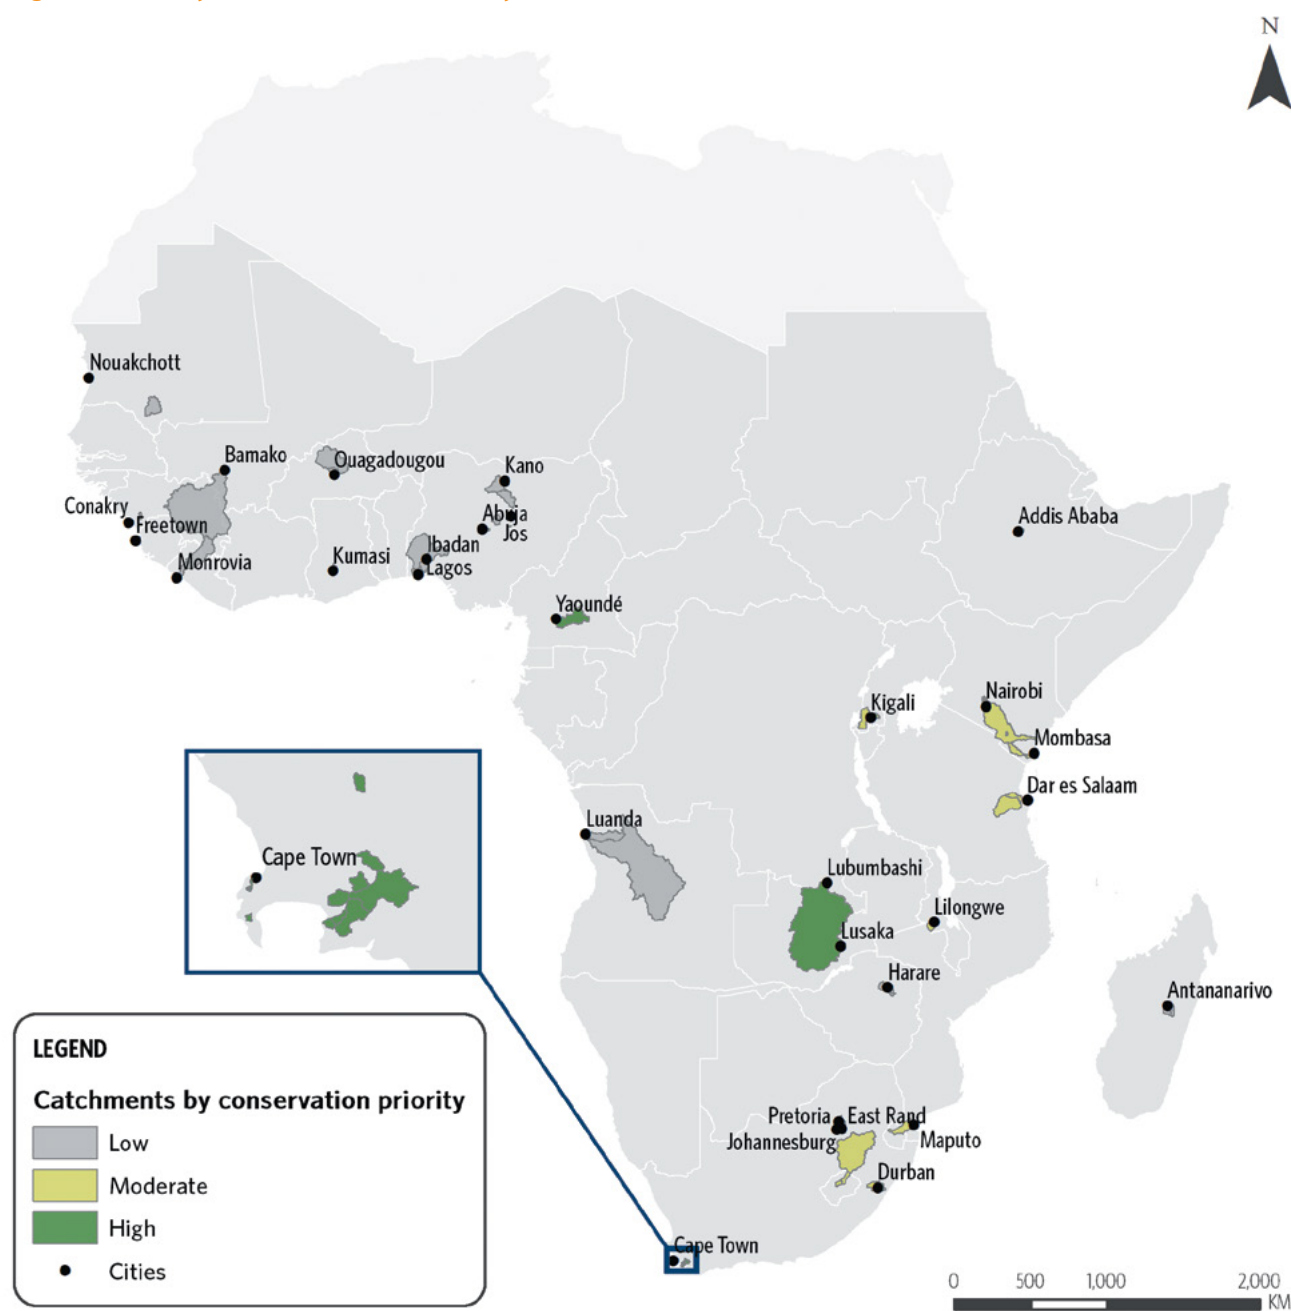 N
Nouakchott
Bamako
Ouagadougou
Kano
Conakry
Freetown
Abuja
Jos
Addis Ababa
Monrovia
Kumasi
Ibadan
Lagos
Yaoundé
Kigali
Nairobi
Mombasa
Dar es Salaam
Luanda
Cape Town
Lubumbashi
Lilongwe
Lusaka
Harare
Antananarivo
LEGEND
Catchments by conservation priority
Low
Moderate
High
Cities
Pretoria
East Rand
Johannesburg
Maputo
Durban
Cape Town
0 500 1,000 2,000
KM